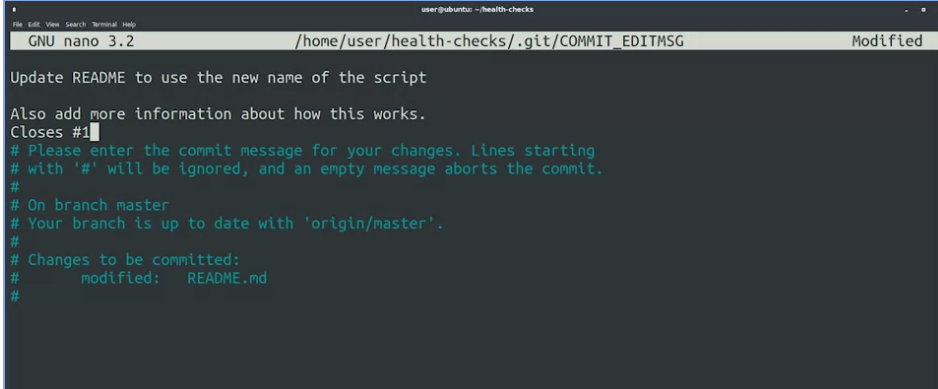 user@ubuntu: ~/health-checks
File Edit View Search Terminal Help
GNU nano 3.2 /home/user/health-checks/.git/COMMIT_EDITMSG Modified
Update README to use the new name of the script
Also add more information about how this works.
Closes #1
# Please enter the commit message for your changes. Lines starting
# with '#' will be ignored, and an empty message aborts the commit.
#
# On branch master
# Your branch is up to date with 'origin/master'.
#
# Changes to be committed:
#       modified:   README.md
#